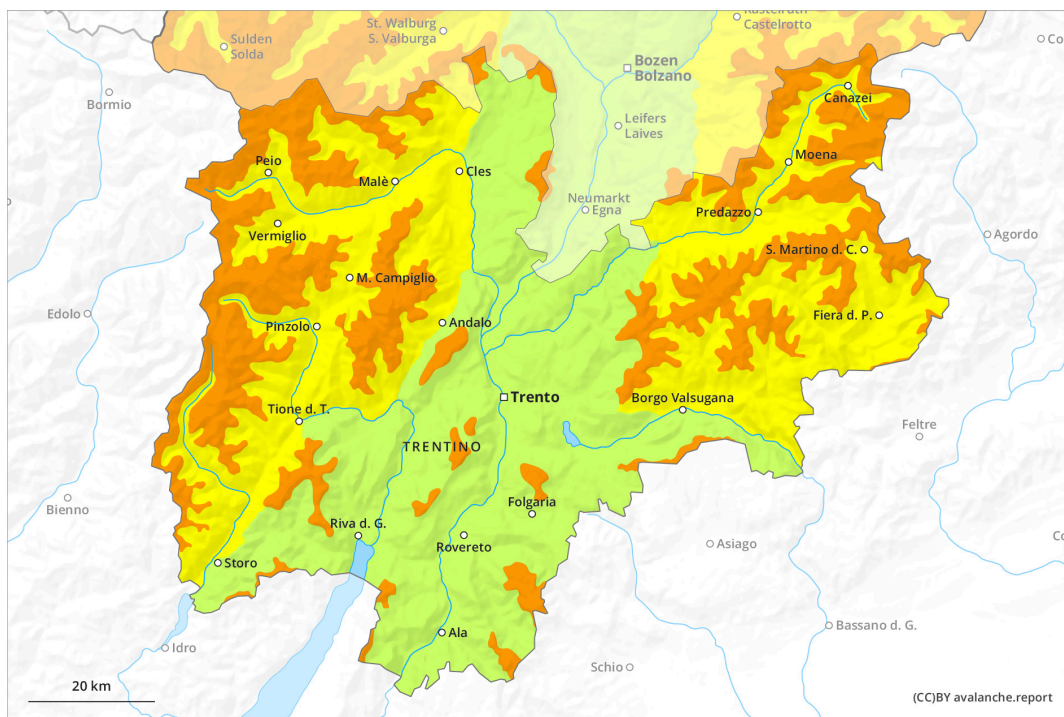 St. Walburg
S. Valburga
Kastelruth
Castelrotto
Sulden
Solda
Bozen
Bolzano
Bormio
Canazei
Leifers
Laives
Moena
Peio
Malè
Cles
Neumarkt
Egna
Predazzo
Vermiglio
Agordo
S. Martino d. C.
M. Campiglio
Edolo
Pinzolo
Andalo
Fiera d. P.
Trento
Borgo Valsugana
Tione d. T.
Feltre
TRENTINO
Bienno
Folgaria
Riva d. G.
Rovereto
Asiago
Storo
Bassano d. G.
Ala
Idro
Schio
20 km
(CC)BY avalanche.report